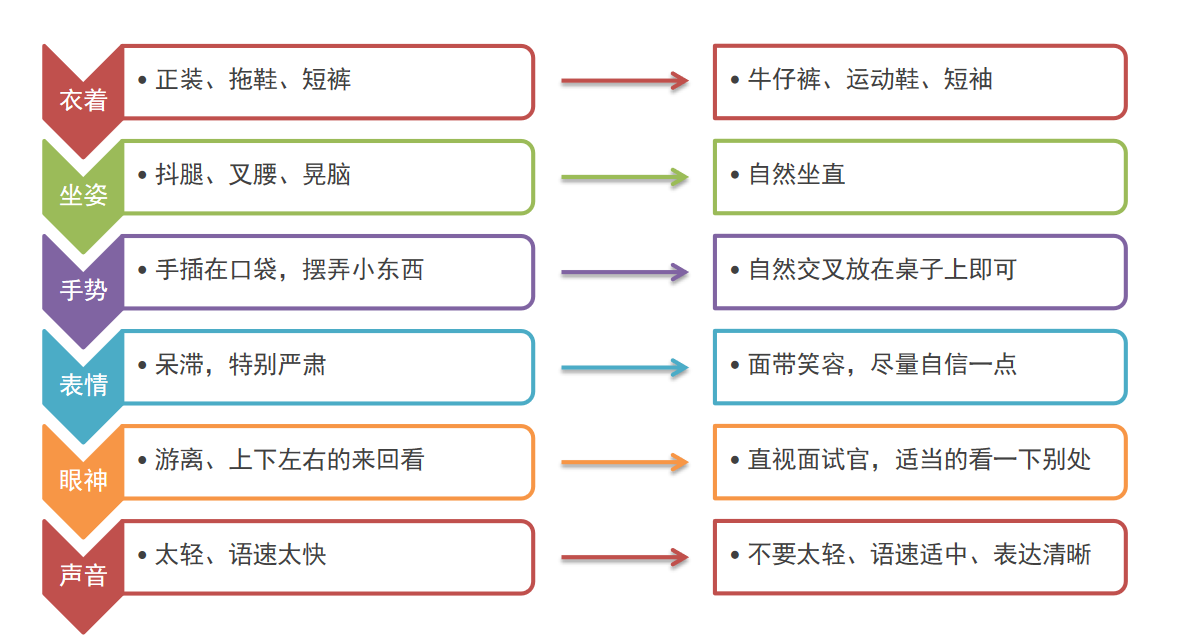 衣着
• 正装、拖鞋、短裤
• 牛仔裤、运动鞋、短袖
坐姿
• 抖腿、叉腰、晃脑
• 自然坐直
手势
• 手插在口袋，摆弄小东西
• 自然交叉放在桌子上即可
表情
• 呆滞，特别严肃
• 面带笑容，尽量自信一点
眼神
• 游离、上下左右的来回看
• 直视面试官，适当的看一下别处
声音
• 太轻、语速太快
• 不要太轻、语速适中、表达清晰